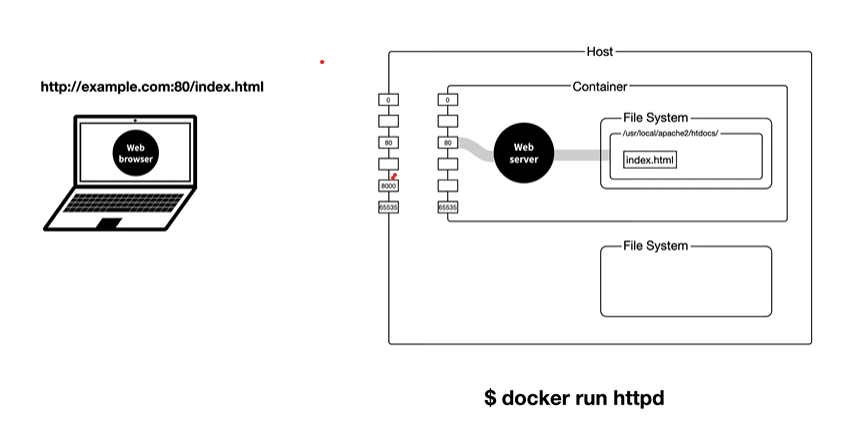 http://example.com:80/index.html
Web
browser
Host
0
80
8000
65535
Container
0
80
65535
Web
server
File System
/usr/local/apache2/htdocs/
index.html
File System
$ docker run httpd